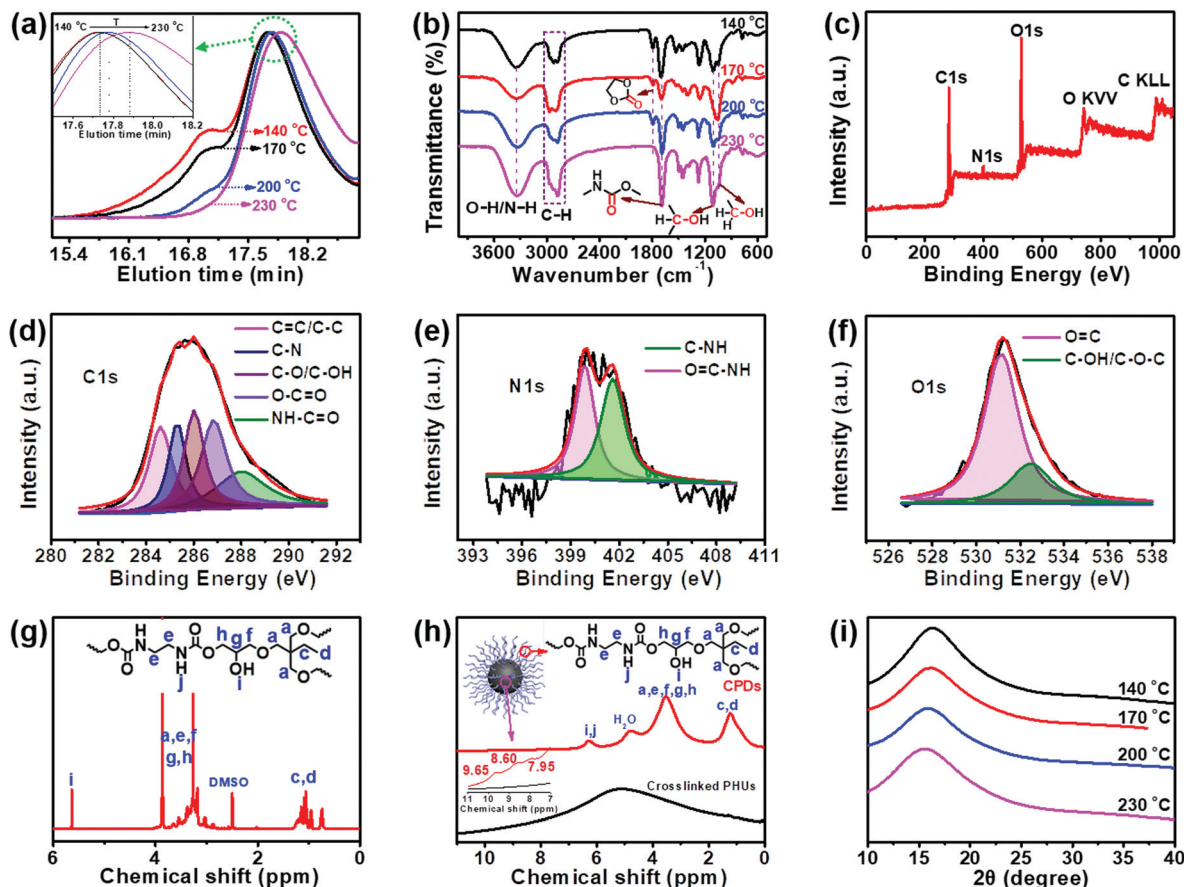 (a)
140 °C
T
230 °C
17.6 17.8 18.0 18.2
Elution time (min)
140 °C
170 °C
200 °C
230 °C
15.4 16.1 16.8 17.5 18.2
Elution time (min)
(b)
Transmittance (%)
140 °C
170 °C
200 °C
230 °C
O
O
O
O-H/N-H
C-H
H
N
O
O
H-C-OH
H
C-OH
H
3000 2400 1800 1200 600
Wavenumber (cm-1)
(c)
Intensity (a.u.)
C1s
N1s
O1s
O KVV
C KLL
0 200 400 600 800 1000
Binding Energy (eV)
(d)
Intensity (a.u.)
C1s
C=C/C-C
C-N
C-O/C-OH
O-C=O
NH-C=O
280 282 284 286 288 290 292
Binding Energy (eV)
(e)
Intensity (a.u.)
N1s
C-NH
O=C-NH
393 396 399 402 405 408 411
Binding Energy (eV)
(f)
Intensity (a.u.)
O1s
O=C
C-OH/C-O-C
526 528 530 532 534 536 538
Binding Energy (eV)
(g)
O
O
H
N
e
e
N
H
j
O
O
h
g
f
OH
i
O
a
a
O
c
d
a
O
i
a,e,f
g,h
DMSO
c,d
6 4 2 0
Chemical shift (ppm)
(h)
O
O
H
N
e
e
N
H
j
O
O
h
g
f
OH
i
O
a
a
O
c
d
a
O
CPDs
a,e,f,
g,h
c,d
H2O
i,j
9.65
8.60
7.95
11 10 9 8 7
Chemical shift (ppm)
Crosslinked PHUs
10 8 6 4 2 0
Chemical shift (ppm)
(i)
140 °C
170 °C
200 °C
230 °C
10 15 20 25 30 35 40
2θ (degree)